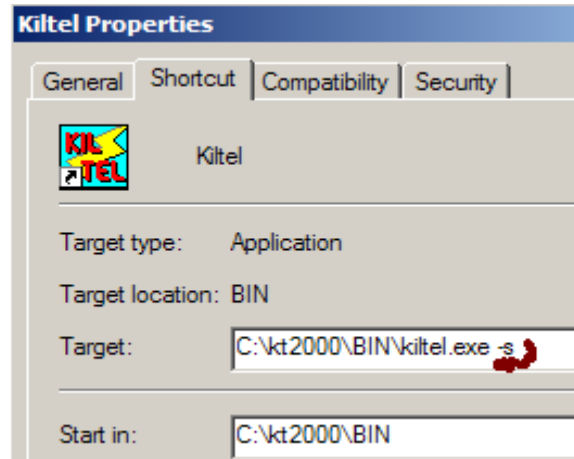 Kiltel Properties
General Shortcut Compatibility Security
KIL
TEL
Kiltel
Target type: Application
Target location: BIN
Target: C:\kt2000\BIN\kiltel.exe -s
Start in: C:\kt2000\BIN